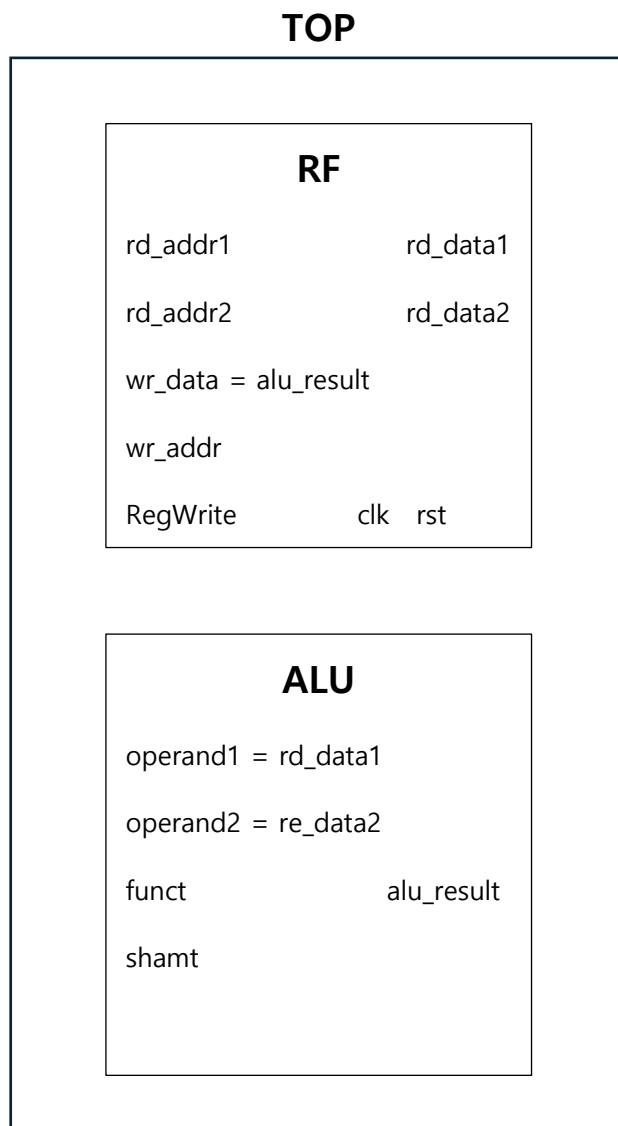 TOP
RF
rd_addr1 rd_data1
rd_addr2 rd_data2
wr_data = alu_result
wr_addr
RegWrite clk rst
ALU
operand1 = rd_data1
operand2 = re_data2
funct alu_result
shamt